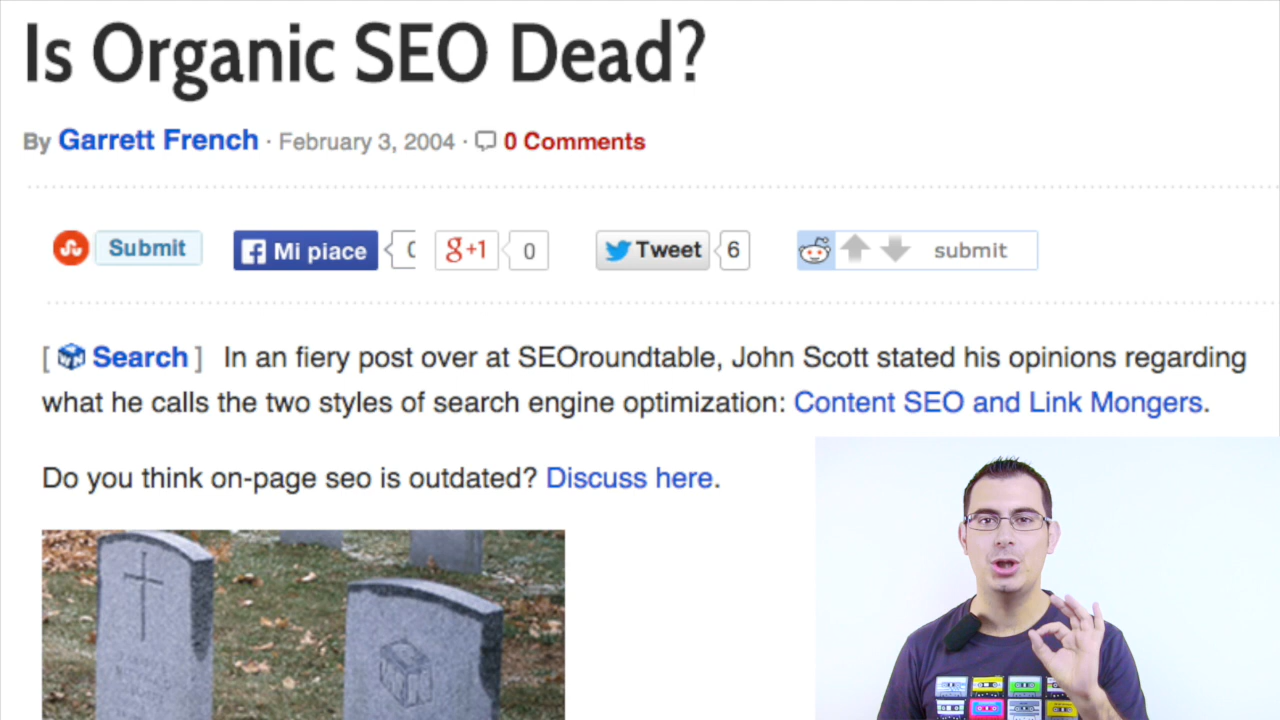 Is Organic SEO Dead?
By Garrett French · February 3, 2004 · 0 Comments
Submit Mi piace 0 g+1 0 Tweet 6 submit
[ Search ] In an fiery post over at SEOroundtable, John Scott stated his opinions regarding
what he calls the two styles of search engine optimization: Content SEO and Link Mongers.
Do you think on-page seo is outdated? Discuss here.